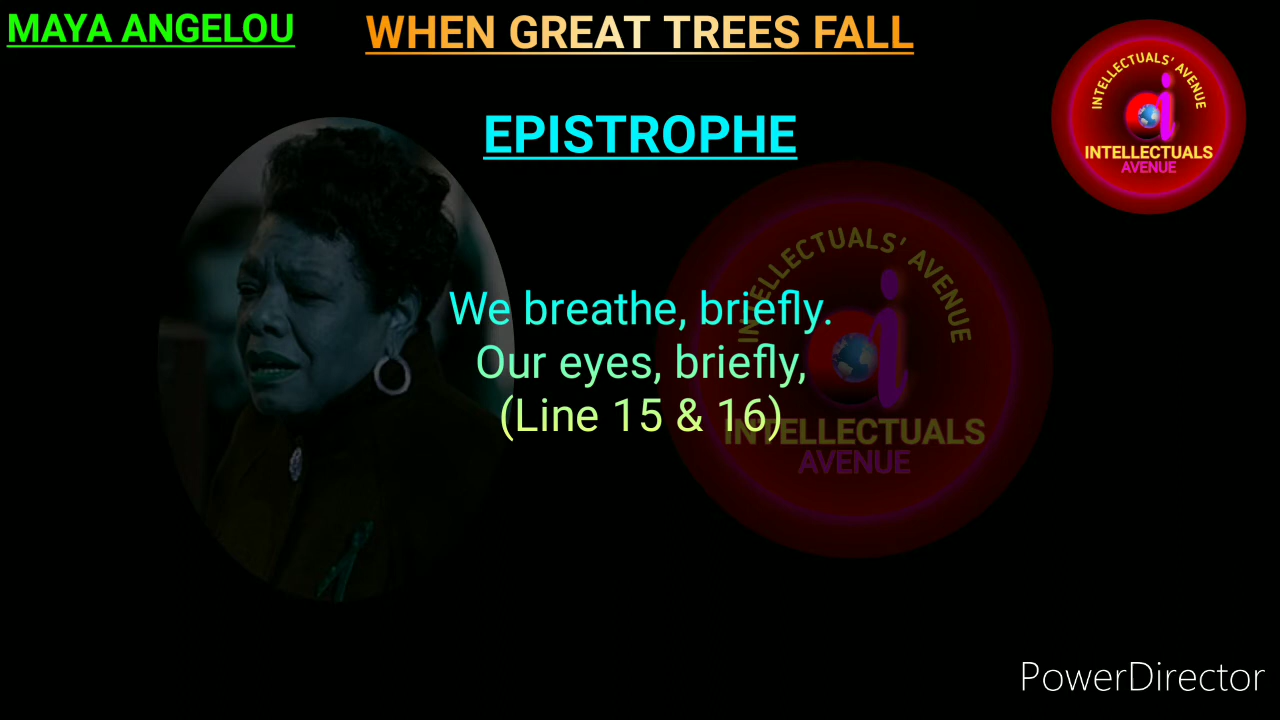 MAYA ANGELOU
WHEN GREAT TREES FALL
INTELLECTUALS' AVENUE
i
INTELLECTUALS
AVENUE
EPISTROPHE
INTELLECTUALS' AVENUE
i
We breathe, briefly.
Our eyes, briefly,
(Line 15 & 16)
INTELLECTUALS
AVENUE
PowerDirector